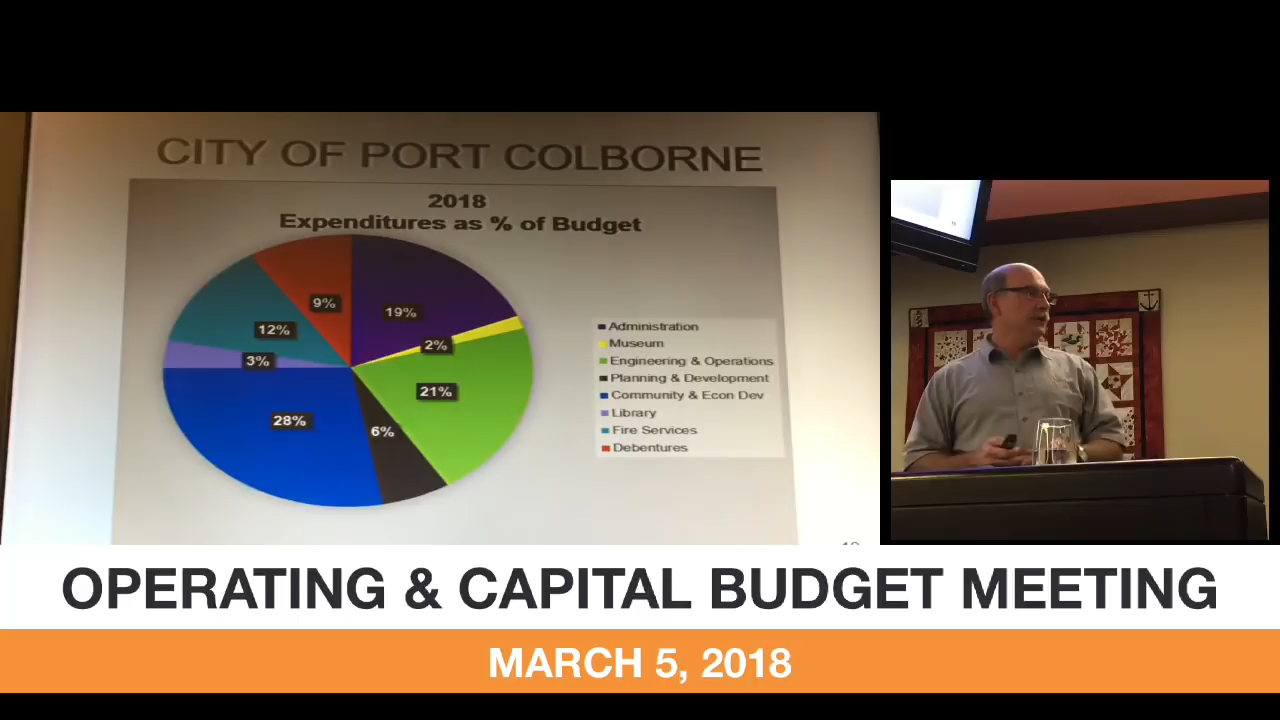 CITY OF PORT COLBORNE
2018
Expenditures as % of Budget
9%
19%
12%
2%
3%
21%
28%
6%
Administration
Museum
Engineering & Operations
Planning & Development
Community & Econ Dev
Library
Fire Services
Debentures
OPERATING & CAPITAL BUDGET MEETING
MARCH 5, 2018